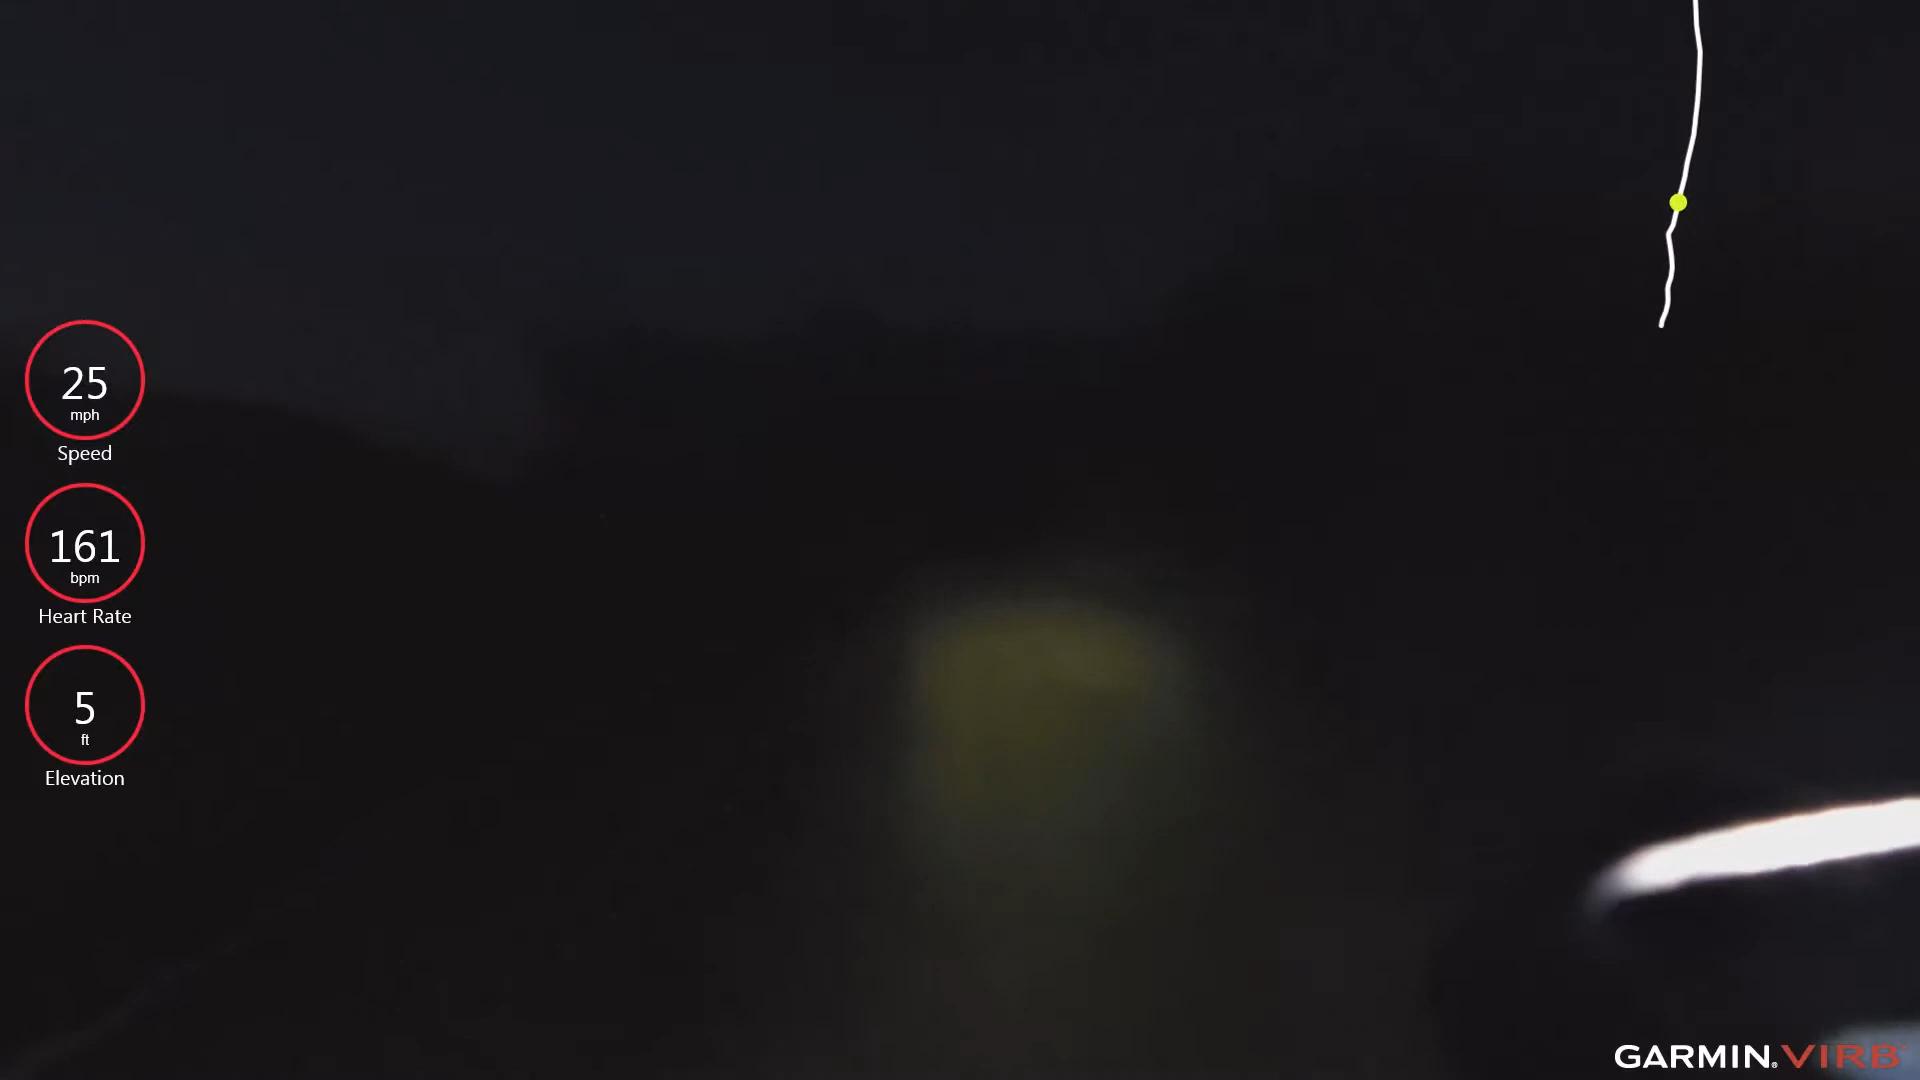 25
mph
Speed
161
bpm
Heart Rate
5
ft
Elevation
GARMIN. VIRB